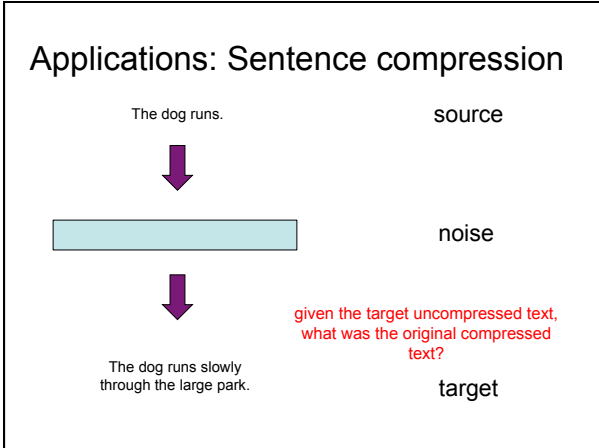 Applications: Sentence compression
The dog runs.
source
noise
given the target uncompressed text,
what was the original compressed
text?
The dog runs slowly
through the large park.
target